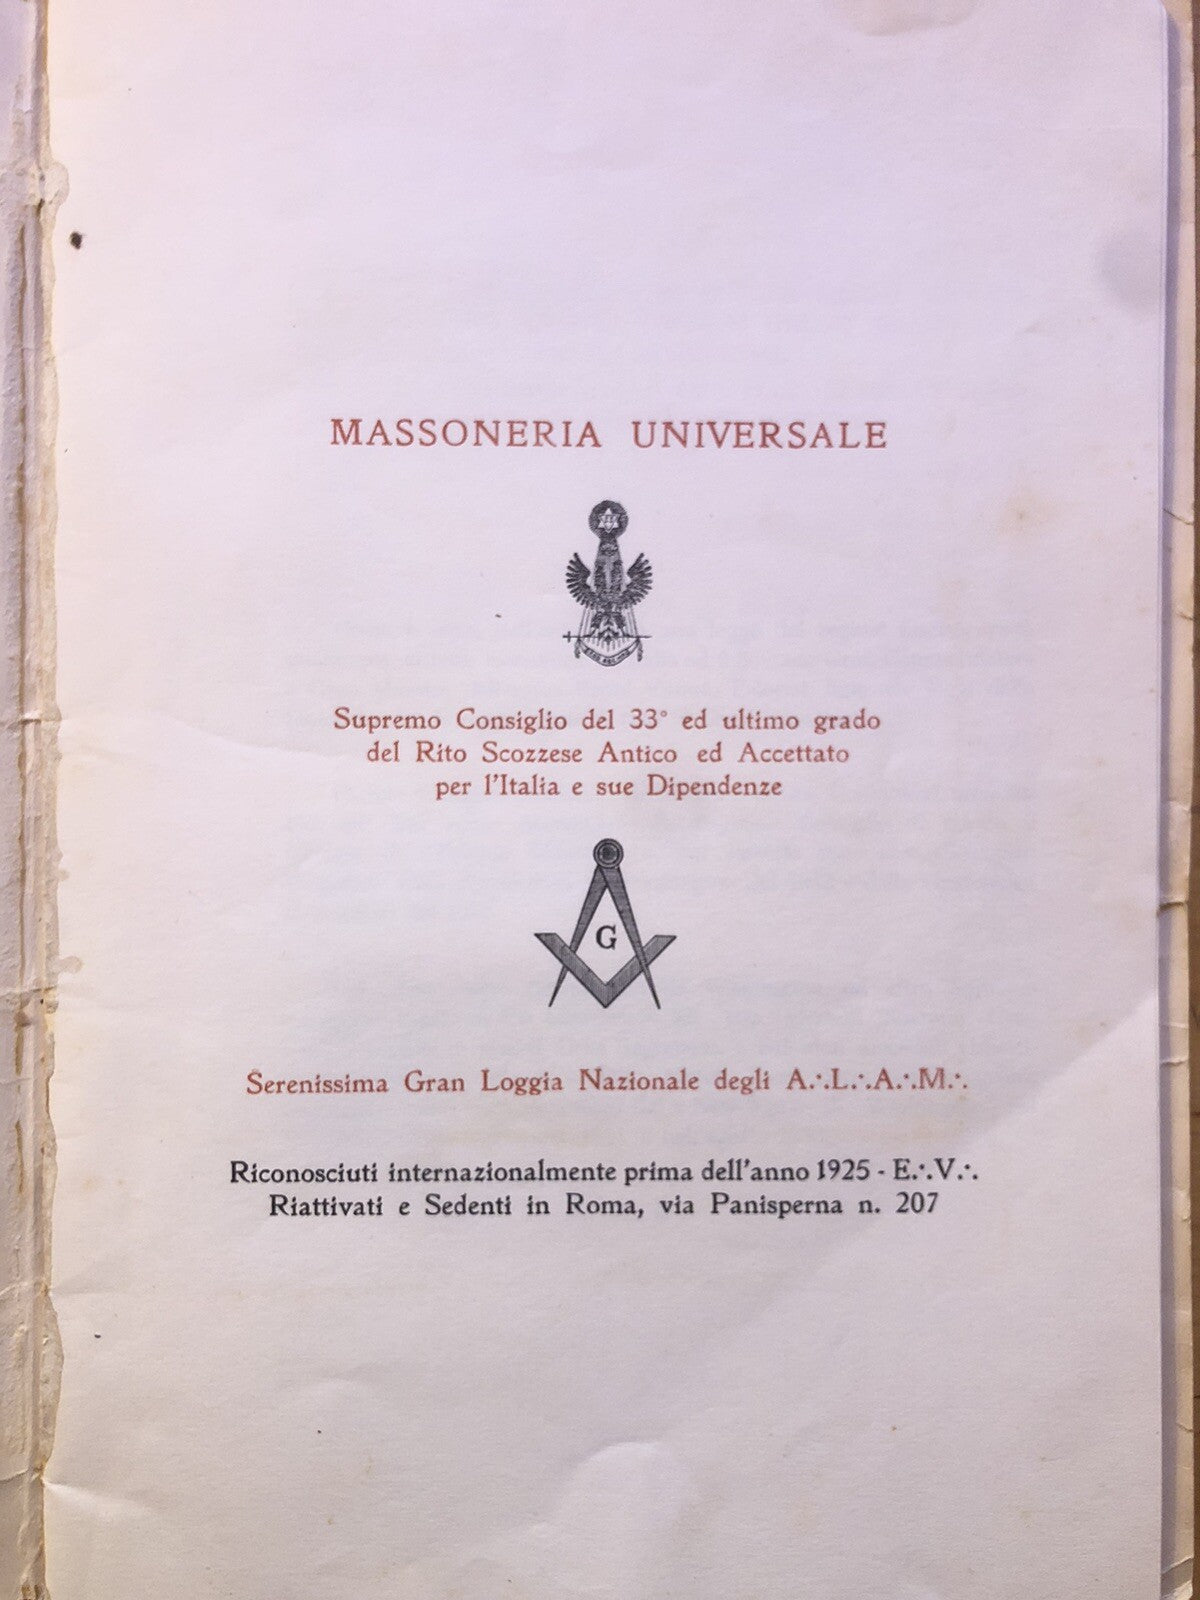 MASSONERIA UNIVERSALE
Supremo Consiglio del 33° ed ultimo grado
del Rito Scozzese Antico ed Accettato
per l'Italia e sue Dipendenze
G
Serenissima Gran Loggia Nazionale degli A∴L∴A∴M∴
Riconosciuti internazionalmente prima dell'anno 1925 - E∴V∴
Riattivati e Sedenti in Roma, via Panisperna n. 207